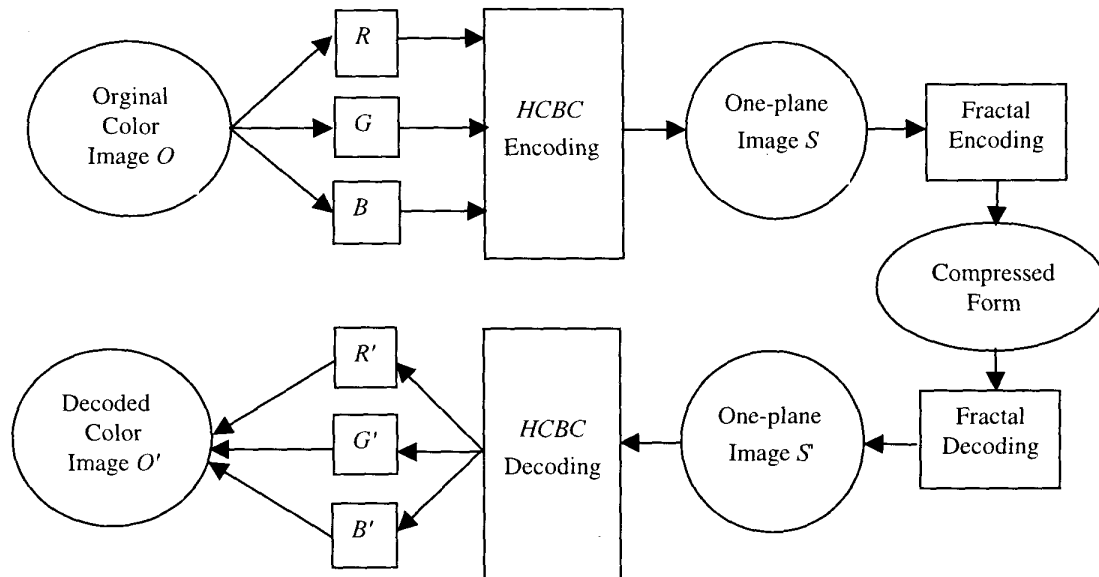 Orginal
Color
Image O
R
G
B
HCBC
Encoding
One-plane
Image S
Fractal
Encoding
Compressed
Form
Fractal
Decoding
One-plane
Image S'
HCBC
Decoding
R'
G'
B'
Decoded
Color
Image O'